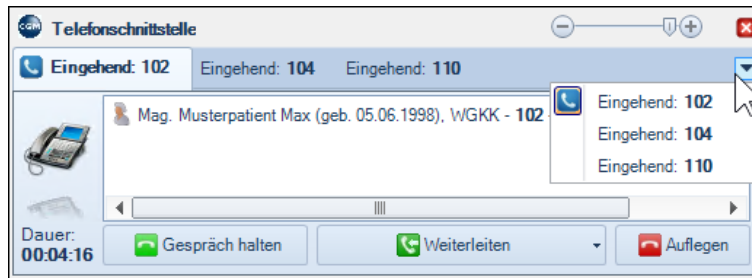 CGM Telefonschnittstelle
Eingehend: 102 Eingehend: 104 Eingehend: 110
Eingehend: 102
Eingehend: 104
Eingehend: 110
Mag. Musterpatient Max (geb. 05.06.1998), WGKK - 102 -
Dauer:
00:04:16
Gespräch halten Weiterleiten Auflegen